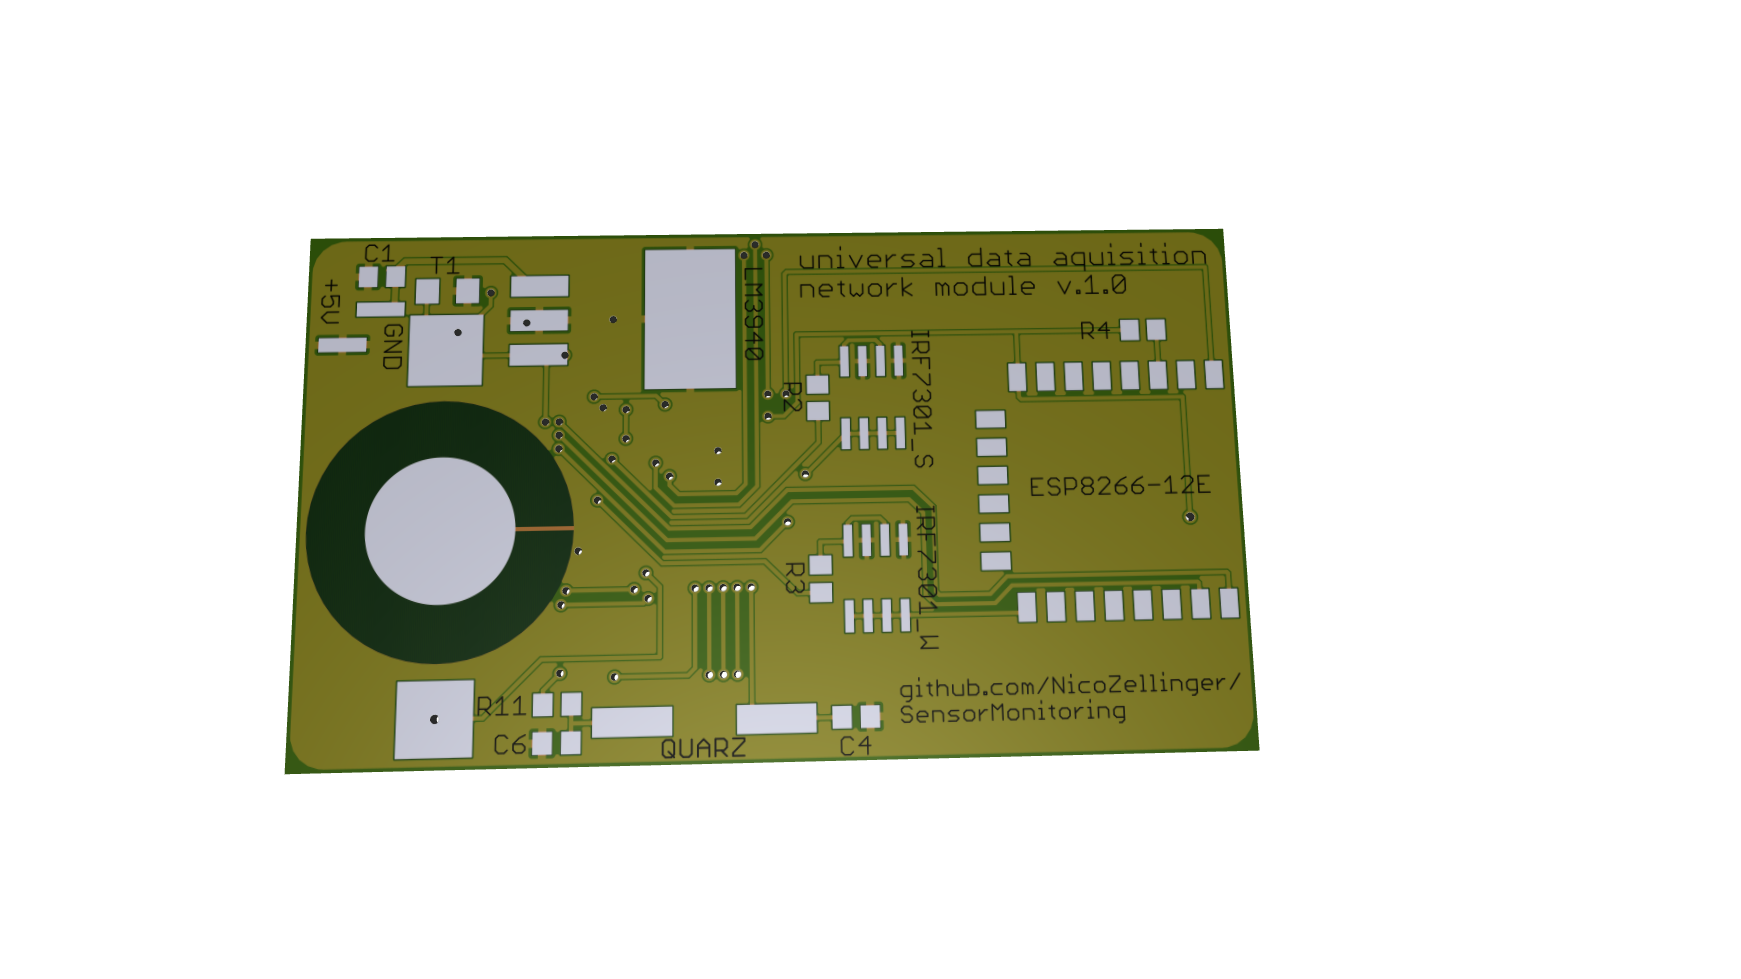 C1
T1
+5V
GND
LM3940
universal data aquisition
network module v.1.0
R4
R2
IRF7301_S
ESP8266-12E
R3
IRF7301_W
R11
C6
QUARZ
C4
github.com/NicoZellinger/
SensorMonitoring